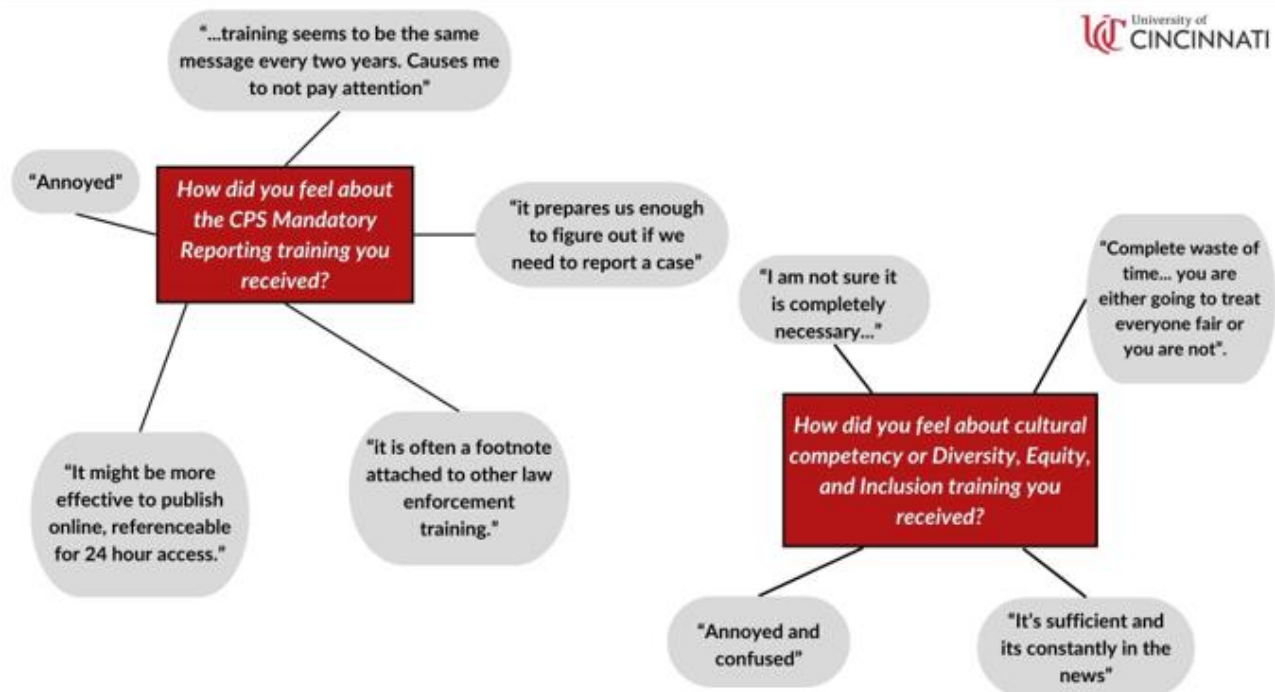 University of
CINCINNATI
“...training seems to be the same
message every two years. Causes me
to not pay attention”
“Annoyed”
How did you feel about
the CPS Mandatory
Reporting training you
received?
“it prepares us enough
to figure out if we
need to report a case”
“It might be more
effective to publish
online, referenceable
for 24 hour access.”
“it is often a footnote
attached to other law
enforcement
training.”
“I am not sure it
is completely
necessary...”
“Complete waste of
time... you are
either going to treat
everyone fair or
you are not”.
How did you feel about cultural
competency or Diversity, Equity,
and Inclusion training you
received?
“Annoyed and
confused”
“It’s sufficient and
its constantly in the
news”